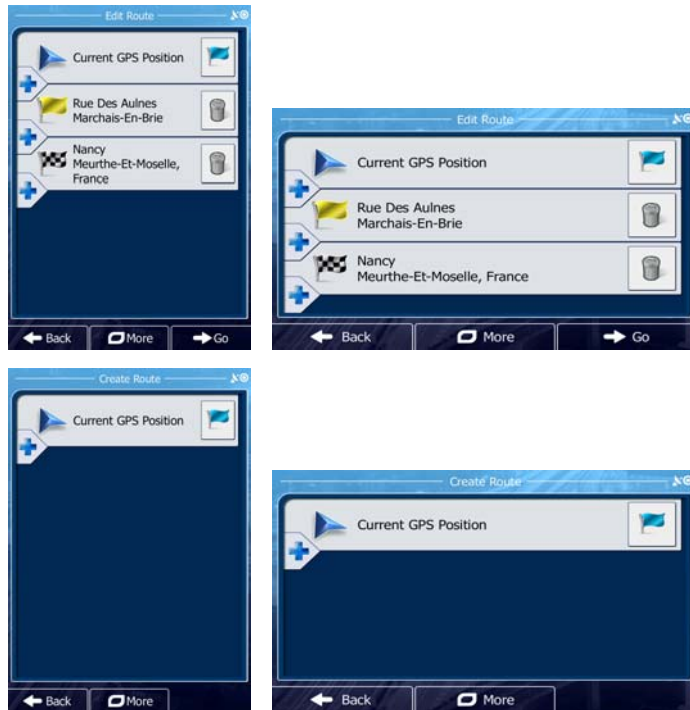 Edit Route
Current GPS Position
Rue Des Aulnes
Marchais-En-Brie
Nancy
Meurthe-Et-Moselle,
France
Back
More
Go
Edit Route
Current GPS Position
Rue Des Aulnes
Marchais-En-Brie
Nancy
Meurthe-Et-Moselle, France
Back
More
Go
Create Route
Current GPS Position
Back
More
Create Route
Current GPS Position
Back
More